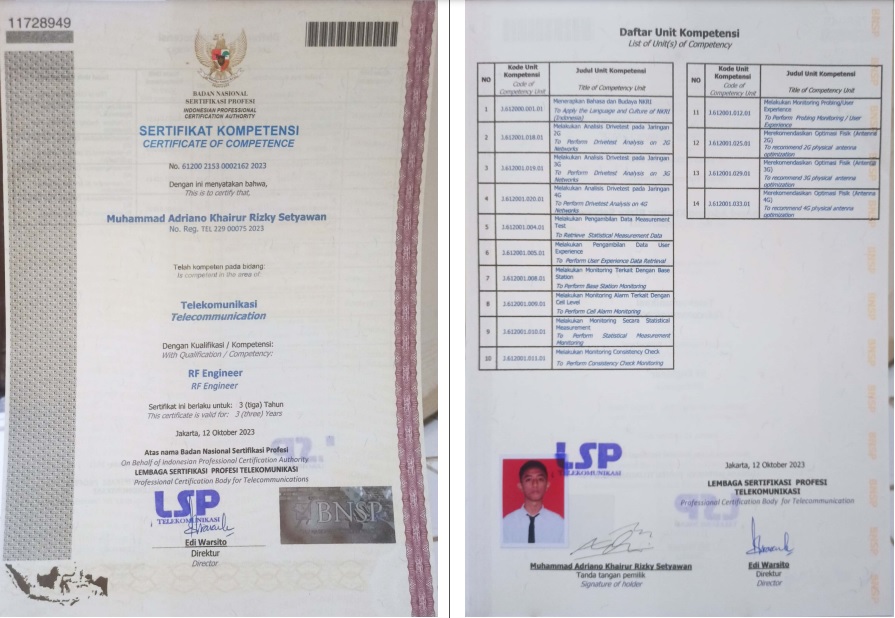 11728949
BADAN NASIONAL
SERTIFIKASI PROFESI
INDONESIAN PROFESSIONAL
CERTIFICATION AUTHORITY
SERTIFIKAT KOMPETENSI
CERTIFICATE OF COMPETENCE
No. 61200 2153 0002162 2023
Dengan ini menyatakan bahwa,
This is to certify that,
Muhammad Adriano Khairur Rizky Setyawan
No. Reg. TEL 229 00075 2023
Telah kompeten pada bidang:
Is competent in the area of:
Telekomunikasi
Telecommunication
Dengan Kualifikasi / Kompetensi:
With Qualification / Competency:
RF Engineer
RF Engineer
Sertifikat ini berlaku untuk: 3 (tiga) Tahun
This certificate is valid for: 3 (three) Years
Jakarta, 12 Oktober 2023
Atas nama Badan Nasional Sertifikasi Profesi
On Behalf of Indonesian Professional Certification Authority
LEMBAGA SERTIFIKASI PROFESI TELEKOMUNIKASI
Professional Certification Body for Telecommunications
LSP
TELEKOMUNIKASI
BNSP
Edi Warsito
Direktur
Director
Daftar Unit Kompetensi
List of Unit(s) of Competency
NO
Kode Unit
Kompetensi
Code of
Competency Unit
Judul Unit Kompetensi
Title of Competency Unit
1
J.612000.001.01
Menerapkan Bahasa dan Budaya NKRI
To Apply the Language and Culture of NKRI
(Indonesia)
2
J.612001.018.01
Melakukan Analisis Drivetest pada Jaringan
2G
To Perform Drivetest Analysis on 2G
Networks
3
J.612001.019.01
Melakukan Analisis Drivetest pada Jaringan
3G
To Perform Drivetest Analysis on 3G
Networks
4
J.612001.020.01
Melakukan Analisis Drivetest pada Jaringan
4G
To Perform Drivetest Analysis on 4G
Networks
5
J.612001.004.01
Melakukan Pengambilan Data Measurement
Test
To Retrieve Statistical Measurement Data
6
J.612001.005.01
Melakukan Pengambilan Data User
Experience
To Perform User Experience Data Retrieval
7
J.612001.008.01
Melakukan Monitoring Terkait Dengan Base
Station
To Perform Base Station Monitoring
8
J.612001.009.01
Melakukan Monitoring Alarm Terkait Dengan
Cell Level
To Perform Cell Alarm Monitoring
9
J.612001.010.01
Melakukan Monitoring Secara Statistical
Measurement
To Perform Statistical Measurement
Monitoring
10
J.612001.011.01
Melakukan Monitoring Consistency Check
To Perform Consistency Check Monitoring
NO
Kode Unit
Kompetensi
Code of
Competency Unit
Judul Unit Kompetensi
Title of Competency Unit
11
J.612001.012.01
Melakukan Monitoring Probing/User
Experience
To Perform Probing Monitoring / User
Experience
12
J.612001.025.01
Merekomendasikan Optimasi Fisik (Antenna
2G)
To recommend 2G physical antenna
optimization
13
J.612001.029.01
Merekomendasikan Optimasi Fisik (Antenna
3G)
To recommend 3G physical antenna
optimization
14
J.612001.033.01
Merekomendasikan Optimasi Fisik (Antenna
4G)
To recommend 4G physical antenna
optimization
LSP
TELEKOMUNIKASI
Jakarta, 12 Oktober 2023
LEMBAGA SERTIFIKASI PROFESI
TELEKOMUNIKASI
Professional Certification Body for Telecommunication
Muhammad Adriano Khairur Rizky Setyawan
Tanda tangan pemilik
Signature of holder
Edi Warsito
Direktur
Director